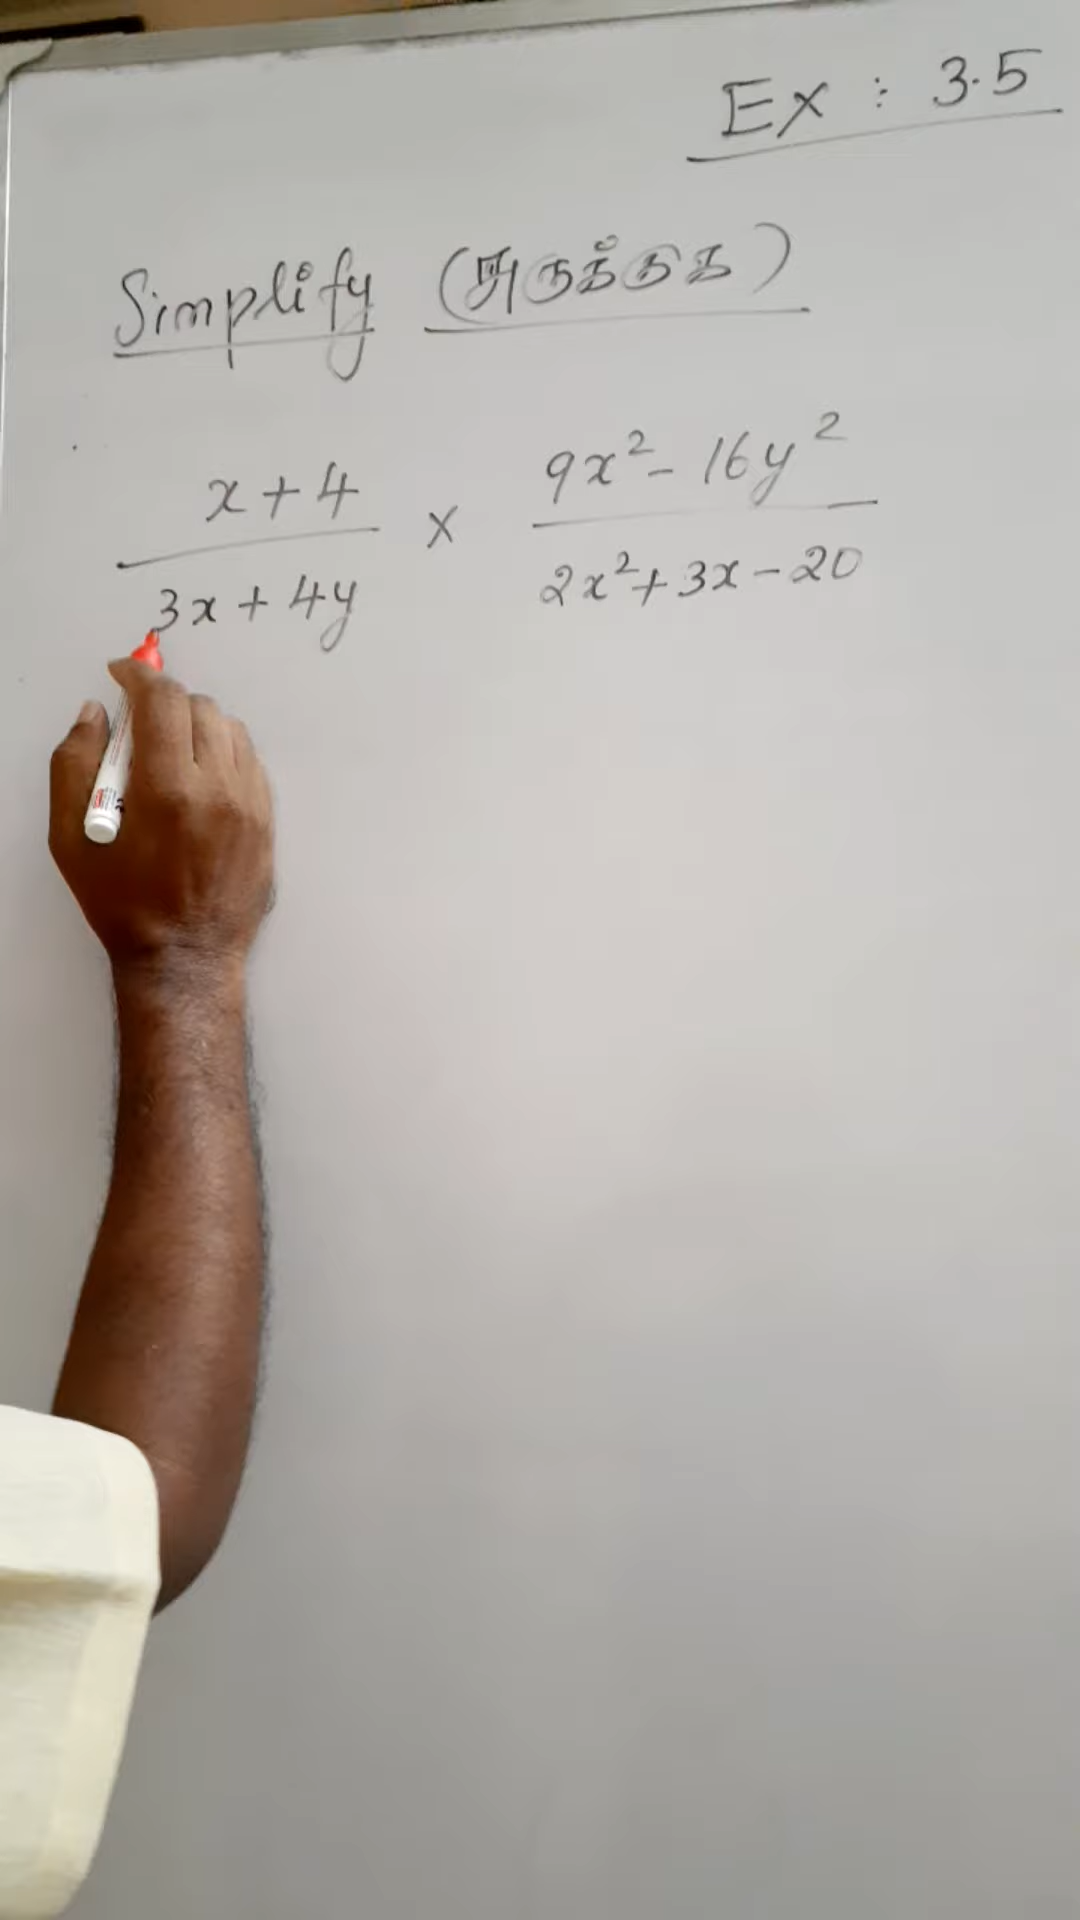 Ex : 3.5
Simplify (சுருக்குக)
x + 4 / 3x + 4y × 9x² - 16y² / 2x² + 3x - 20